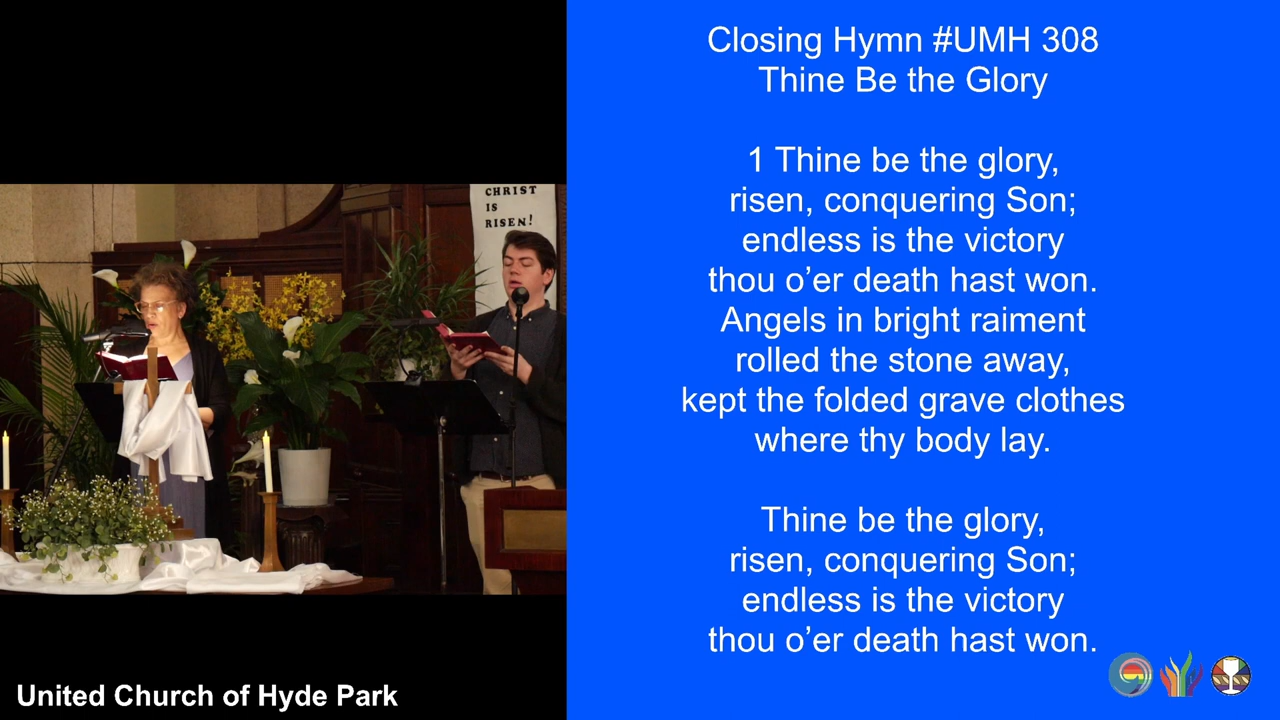 Closing Hymn #UMH 308
Thine Be the Glory
1 Thine be the glory,
risen, conquering Son;
endless is the victory
thou o’er death hast won.
Angels in bright raiment
rolled the stone away,
kept the folded grave clothes
where thy body lay.
Thine be the glory,
risen, conquering Son;
endless is the victory
thou o’er death hast won.
CHRIST
IS
RISEN!
United Church of Hyde Park